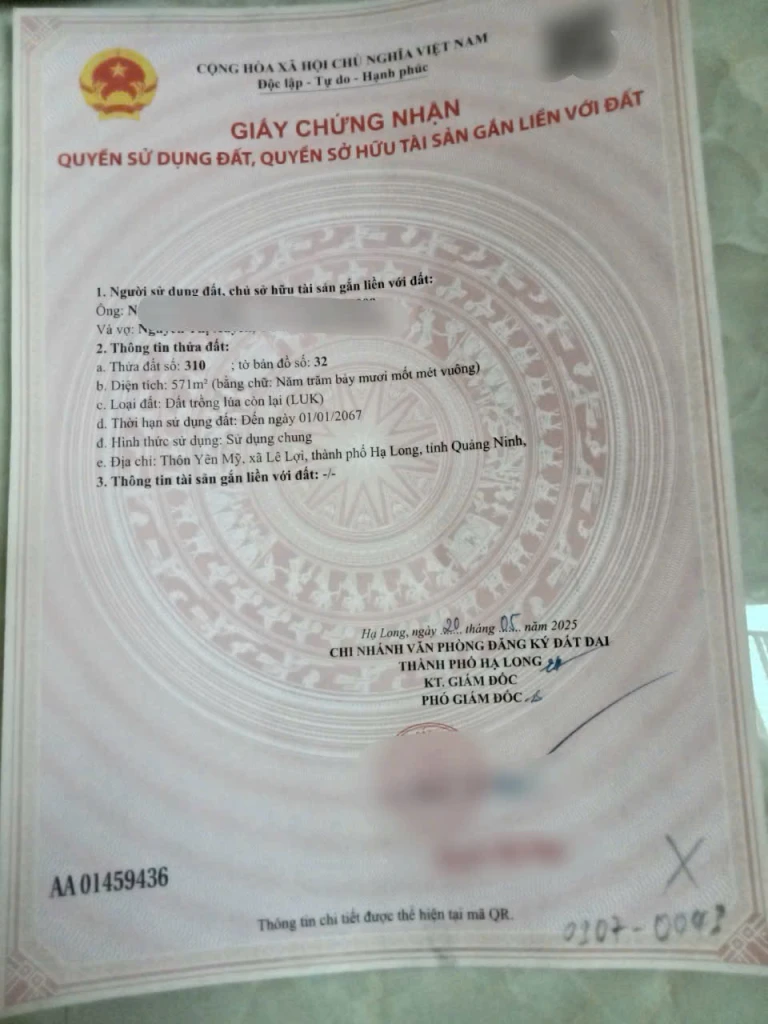 CỘNG HÒA XÃ HỘI CHỦ NGHĨA VIỆT NAM
Độc lập - Tự do - Hạnh phúc
GIẤY CHỨNG NHẬN
QUYỀN SỬ DỤNG ĐẤT, QUYỀN SỞ HỮU TÀI SẢN GẮN LIỀN VỚI ĐẤT
1. Người sử dụng đất, chủ sở hữu tài sản gắn liền với đất:
Ông: N
Và vợ:
2. Thông tin thửa đất:
a. Thửa đất số: 310 ; tờ bản đồ số: 32
b. Diện tích: 571m² (bằng chữ: Năm trăm bảy mươi mốt mét vuông)
c. Loại đất: Đất trồng lúa còn lại (LUK)
d. Thời hạn sử dụng đất: Đến ngày 01/01/2067
đ. Hình thức sử dụng: Sử dụng chung
e. Địa chỉ: Thôn Yên Mỹ, xã Lê Lợi, thành phố Hạ Long, tỉnh Quảng Ninh,
3. Thông tin tài sản gắn liền với đất: -/-
Hạ Long, ngày 20 tháng 05 năm 2025
CHI NHÁNH VĂN PHÒNG ĐĂNG KÝ ĐẤT ĐAI
THÀNH PHỐ HẠ LONG
KT. GIÁM ĐỐC
PHÓ GIÁM ĐỐC
AA 01459436
X
Thông tin chi tiết được thể hiện tại mã QR.